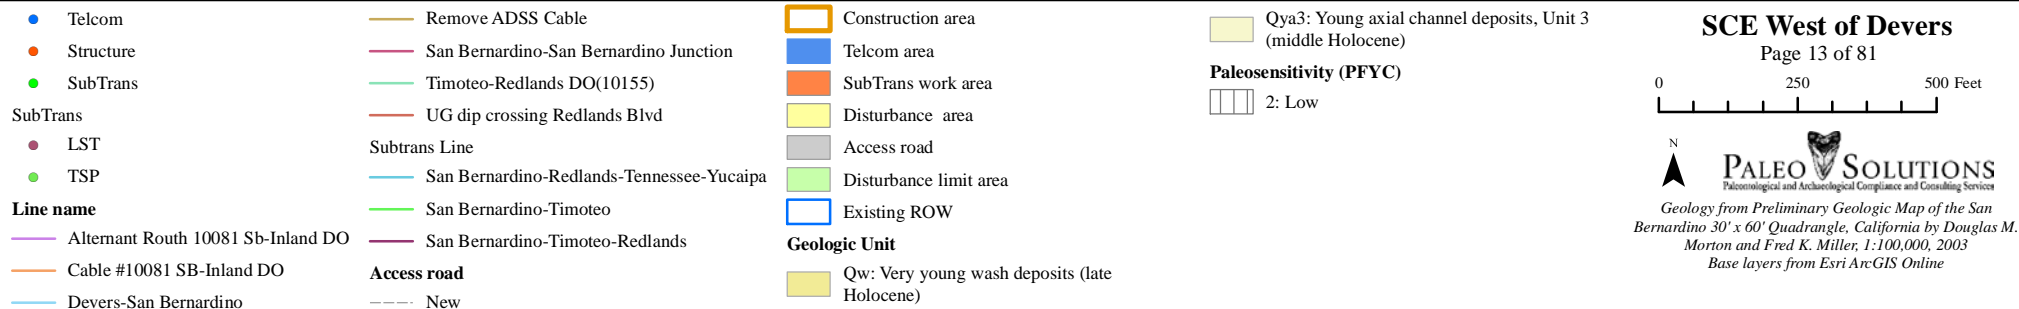 Telcom
Structure
SubTrans
SubTrans
LST
TSP
Line name
Alternant Route 10081 Sb-Inland DO
Cable #10081 SB-Inland DO
Devers-San Bernardino
Remove ADSS Cable
San Bernardino-San Bernardino Junction
Timoteo-Redlands DO(10155)
UG dip crossing Redlands Blvd
Subtrans Line
San Bernardino-Redlands-Tennessee-Yucaipa
San Bernardino-Timoteo
San Bernardino-Timoteo-Redlands
Access road
New
Construction area
Telcom area
SubTrans work area
Disturbance area
Access road
Disturbance limit area
Existing ROW
Geologic Unit
Qw: Very young wash deposits (late
Holocene)
Qya3: Young axial channel deposits, Unit 3
(middle Holocene)
Paleosensitivity (PFYC)
2: Low
SCE West of Devers
Page 13 of 81
0 250 500 Feet
N
PALEO SOLUTIONS
Paleontological and Archaeological Compliance and Consulting Services
Geology from Preliminary Geologic Map of the San
Bernardino 30' x 60' Quadrangle, California by Douglas M.
Morton and Fred K. Miller, 1:100,000, 2003
Base layers from Esri ArcGIS Online